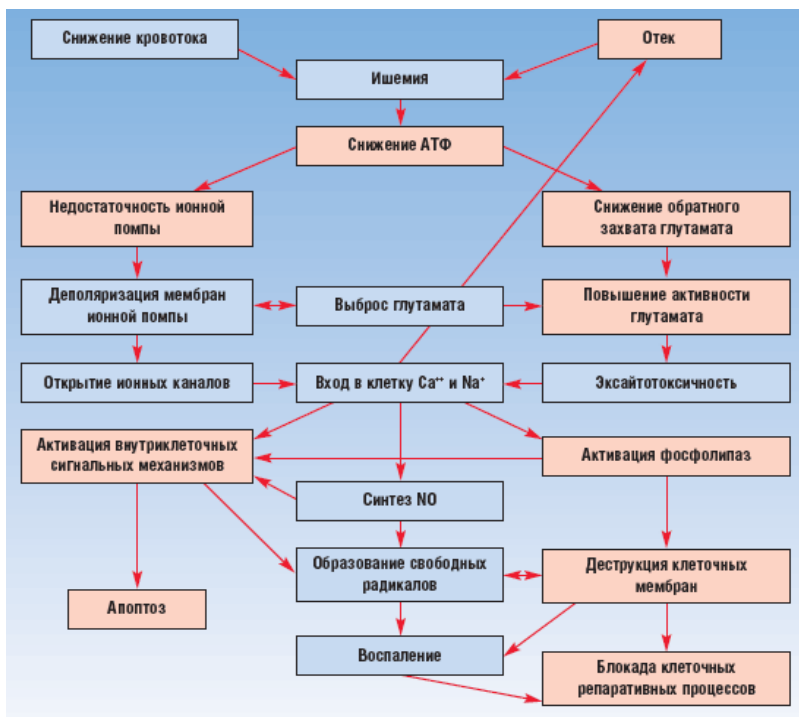 Снижение кровотока
Отек
Ишемия
Снижение АТФ
Недостаточность ионной
помпы
Снижение обратного
захвата глутамата
Деполяризация мембран
ионной помпы
Выброс глутамата
Повышение активности
глутамата
Открытие ионных каналов
Вход в клетку Ca⁺⁺ и Na⁺
Эксайтотоксичность
Активация внутриклеточных
сигнальных механизмов
Активация фосфолипаз
Синтез NO
Образование свободных
радикалов
Деструкция клеточных
мембран
Апоптоз
Воспаление
Блокада клеточных
репаративных процессов